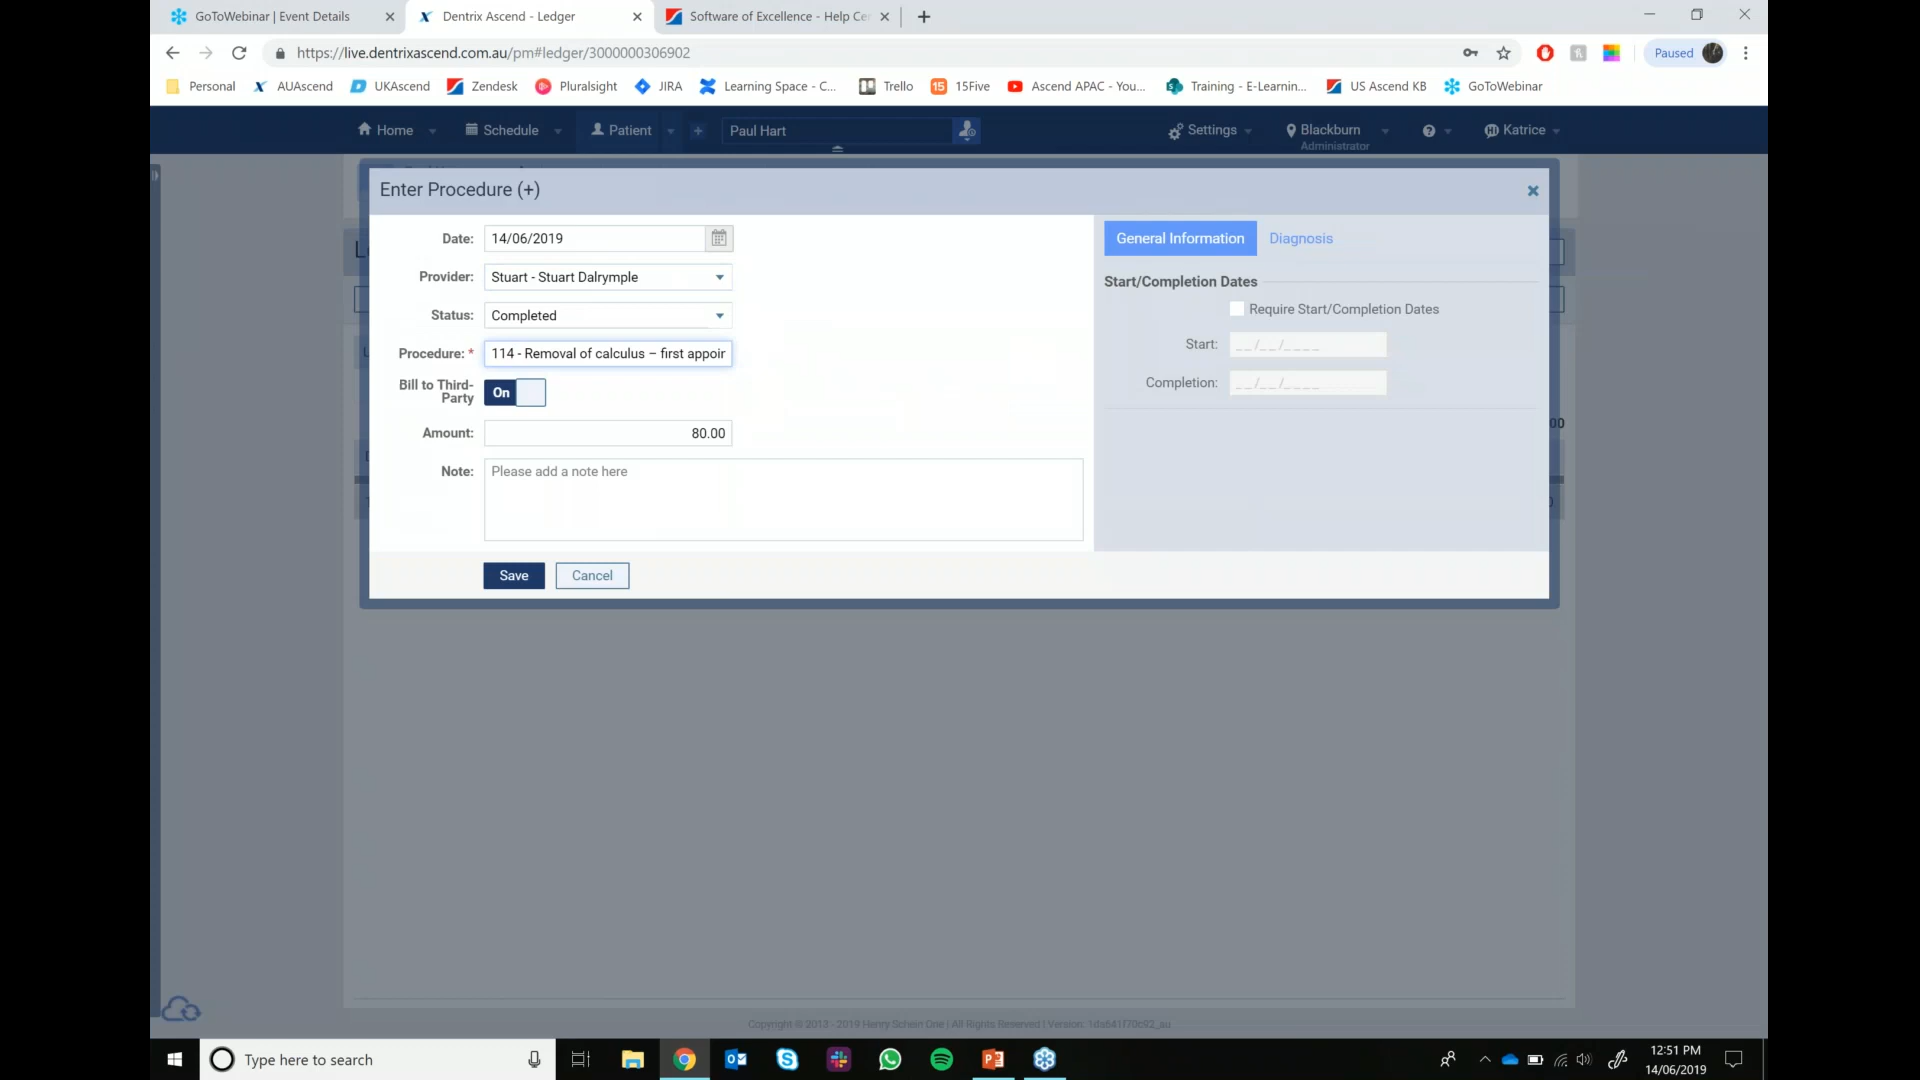 GoToWebinar | Event Details
Dentrix Ascend - Ledger
Software of Excellence - Help Ce
https://live.dentrixascend.com.au/pm#ledger/3000000306902
Paused
Personal
AUAscend
UKAscend
Zendesk
Pluralsight
JIRA
Learning Space - C...
Trello
15
15Five
Ascend APAC - You...
Training - E-Learnin...
US Ascend KB
GoToWebinar
Home
Schedule
Patient
+
Paul Hart
Settings
Blackburn
Administrator
?
Katrice
Enter Procedure (+)
Date:
14/06/2019
Provider:
Stuart - Stuart Dalrymple
Status:
Completed
Procedure: *
114 - Removal of calculus – first appoir
Bill to Third-
Party
On
Amount:
80.00
Note:
Please add a note here
Save
Cancel
General Information
Diagnosis
Start/Completion Dates
Require Start/Completion Dates
Start:
__/__/____
Completion:
__/__/____
00
Copyright © 2013 - 2019 Henry Schein One | All Rights Reserved | Version:
Type here to search
12:51 PM
14/06/2019